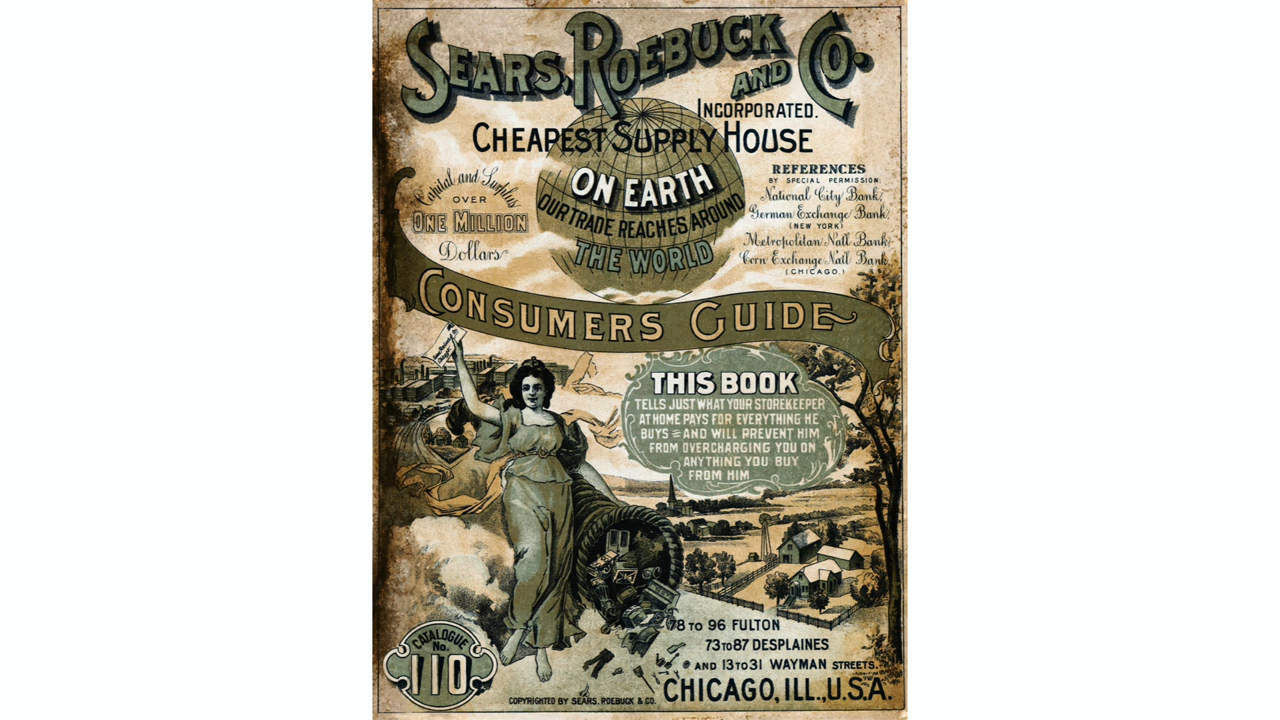 SEARS, ROEBUCK AND CO.
INCORPORATED.
CHEAPEST SUPPLY HOUSE
ON EARTH
OUR TRADE REACHES AROUND
THE WORLD
Capital and Surplus
OVER
ONE MILLION
Dollars
REFERENCES
BY SPECIAL PERMISSION:
National City Bank,
German Exchange Bank,
(NEW YORK)
Metropolitan Nat'l Bank
Corn Exchange Nat'l Bank,
(CHICAGO.)
CONSUMERS GUIDE
THIS BOOK
TELLS JUST WHAT YOUR STOREKEEPER
AT HOME PAYS FOR EVERYTHING HE
BUYS = AND WILL PREVENT HIM
FROM OVERCHARGING YOU ON
ANYTHING YOU BUY
FROM HIM
78 TO 96 FULTON
73 TO 87 DESPLAINES
AND 13 TO 31 WAYMAN STREETS.
CHICAGO, ILL., U.S.A.
CATALOGUE
No.
110
COPYRIGHTED BY SEARS, ROEBUCK & CO.